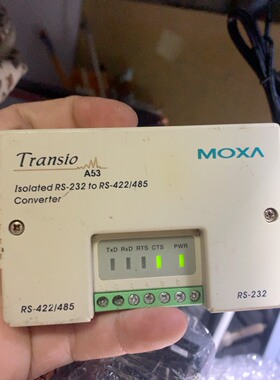 Transio
A53
MOXA
Isolated RS-232 to RS-422/485
Converter
TxD RxD RTS CTS PWR
RS-422/485
RS-232